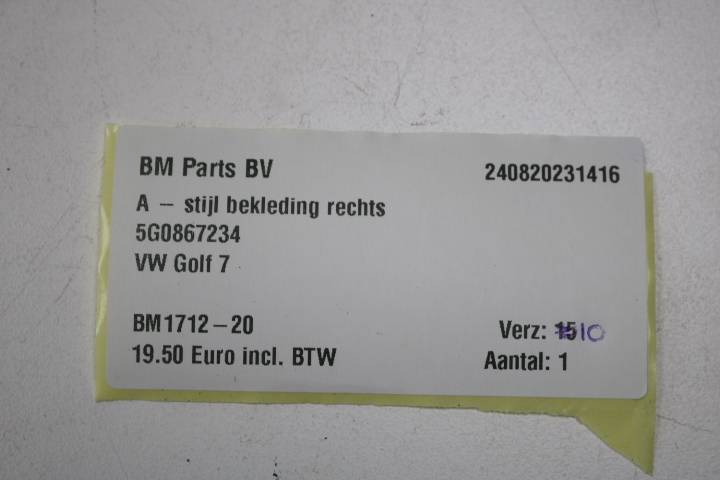 BM Parts BV 240820231416
A – stijl bekleding rechts
5G0867234
VW Golf 7
BM1712–20 Verz: 15 10
19.50 Euro incl. BTW Aantal: 1